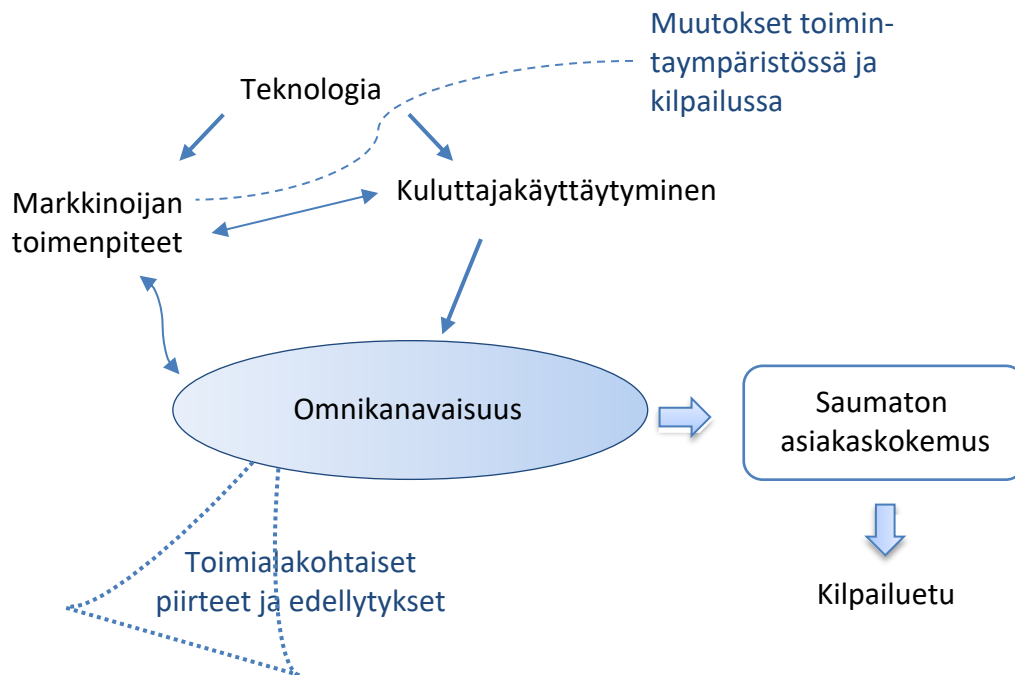 Muutokset toimin-
taympäristössä ja
kilpailussa
Teknologia
Markkinoijan
toimenpiteet
Kuluttajakäyttäytyminen
Omnikanavaisuus
Saumaton
asiakaskokemus
Toimialakohtaiset
piirteet ja edellytykset
Kilpailuetu